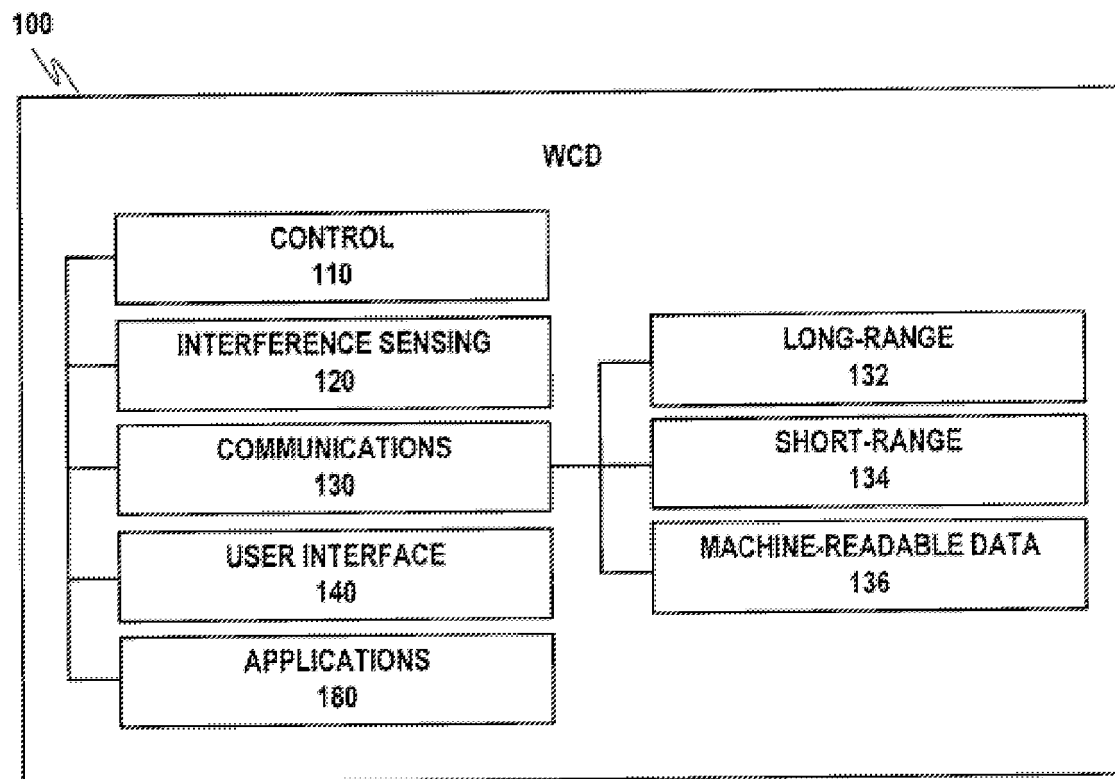 100
WCD
CONTROL
110
INTERFERENCE SENSING
120
COMMUNICATIONS
130
USER INTERFACE
140
APPLICATIONS
180
LONG-RANGE
132
SHORT-RANGE
134
MACHINE-READABLE DATA
136